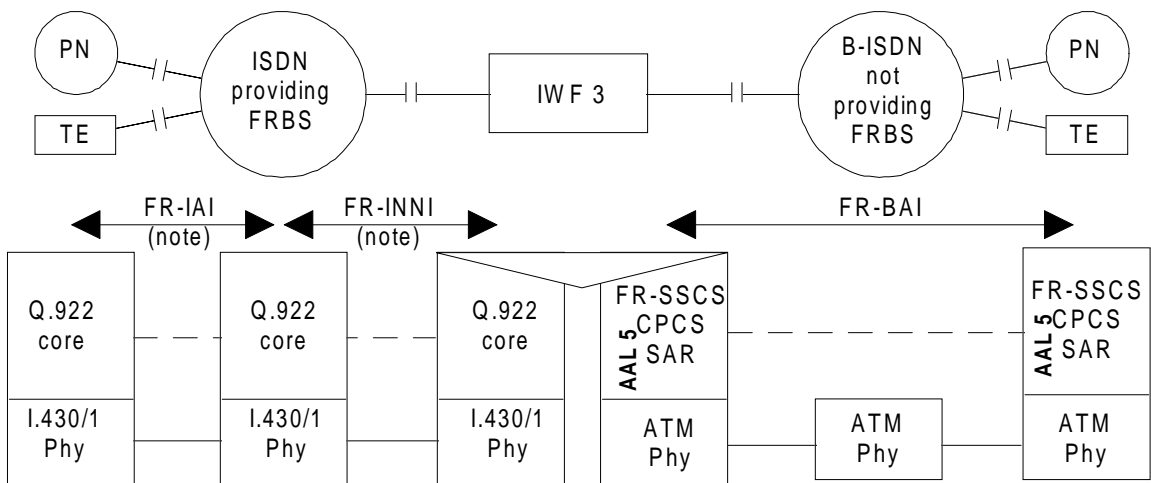 PN
ISDN
providing
FRBS
TE
IWF 3
B-ISDN
not
providing
FRBS
PN
TE
FR-IAI
(note)
FR-INNI
(note)
FR-BAI
Q.922
core
I.430/1
Phy
Q.922
core
I.430/1
Phy
Q.922
core
I.430/1
Phy
FR-SSCS
CPCS
SAR
AAL 5
ATM
Phy
ATM
Phy
FR-SSCS
CPCS
SAR
AAL 5
ATM
Phy